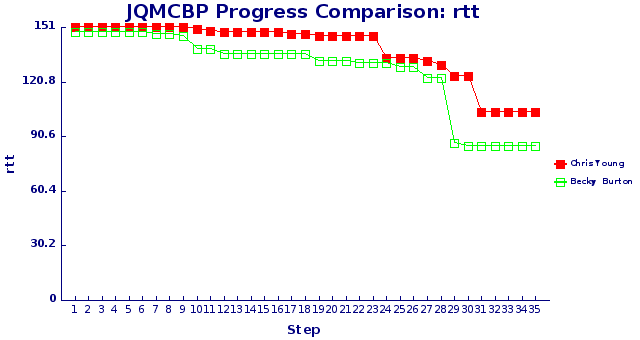 JQMCBP Progress Comparison: rtt
151
120.8
90.6
60.4
30.2
0
rtt
1 2 3 4 5 6 7 8 9 10 11 12 13 14 15 16 17 18 19 20 21 22 23 24 25 26 27 28 29 30 31 32 33 34 35
Step
Chris Young
Becky Burton